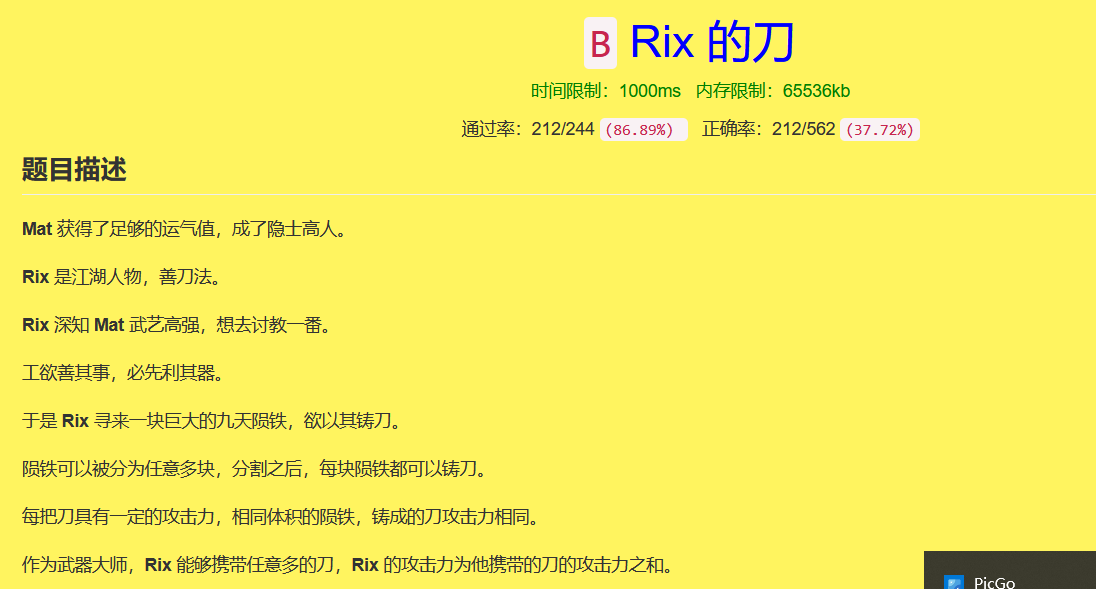 B Rix 的刀
时间限制：1000ms 内存限制：65536kb
通过率：212/244 (86.89%) 正确率：212/562 (37.72%)
题目描述
Mat 获得了足够的运气值，成了隐士高人。
Rix 是江湖人物，善刀法。
Rix 深知 Mat 武艺高强，想去讨教一番。
工欲善其事，必先利其器。
于是 Rix 寻来一块巨大的九天陨铁，欲以其铸刀。
陨铁可以被分为任意多块，分割之后，每块陨铁都可以铸刀。
每把刀具有一定的攻击力，相同体积的陨铁，铸成的刀攻击力相同。
作为武器大师，Rix 能够携带任意多的刀，Rix 的攻击力为他携带的刀的攻击力之和。
PicGo